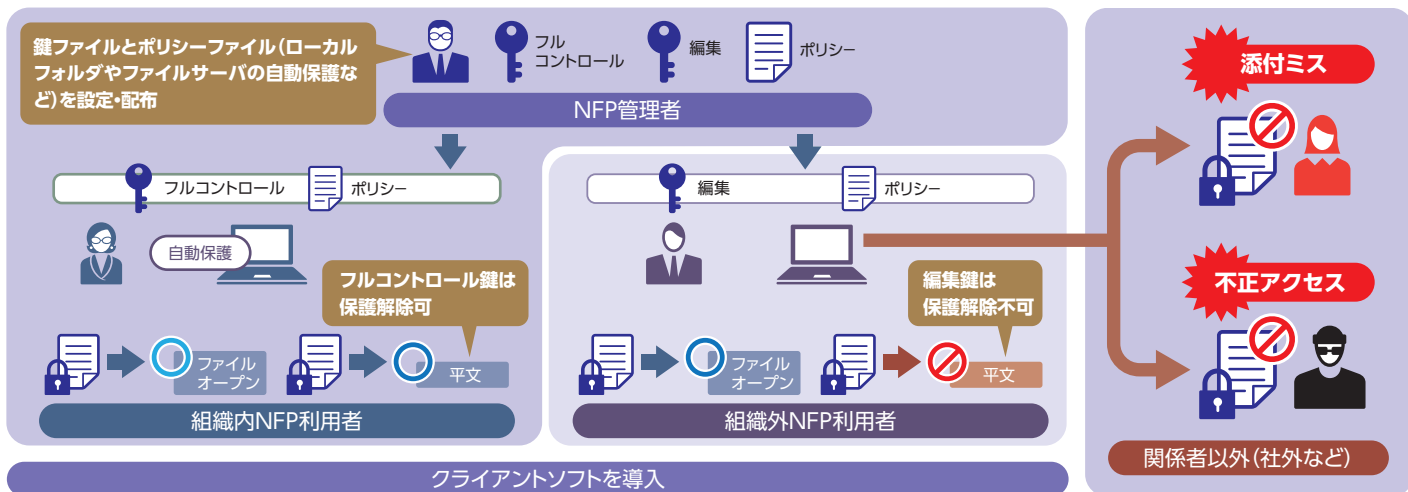 鍵ファイルとポリシーファイル（ローカル
フォルダやファイルサーバの自動保護な
ど）を設定・配布
フル
コントロール
編集
ポリシー
NFP管理者
フルコントロール
ポリシー
自動保護
フルコントロール鍵は
保護解除可
ファイル
オープン
平文
組織内NFP利用者
編集
ポリシー
編集鍵は
保護解除不可
ファイル
オープン
平文
組織外NFP利用者
クライアントソフトを導入
添付ミス
不正アクセス
関係者以外（社外など）